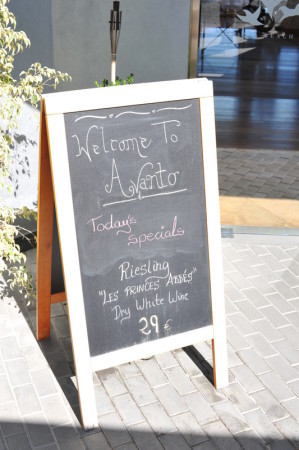 Welcome To
Avanto
Today's
specials
Riesling
"Les Princes Abbés"
Dry White Wine
29 €